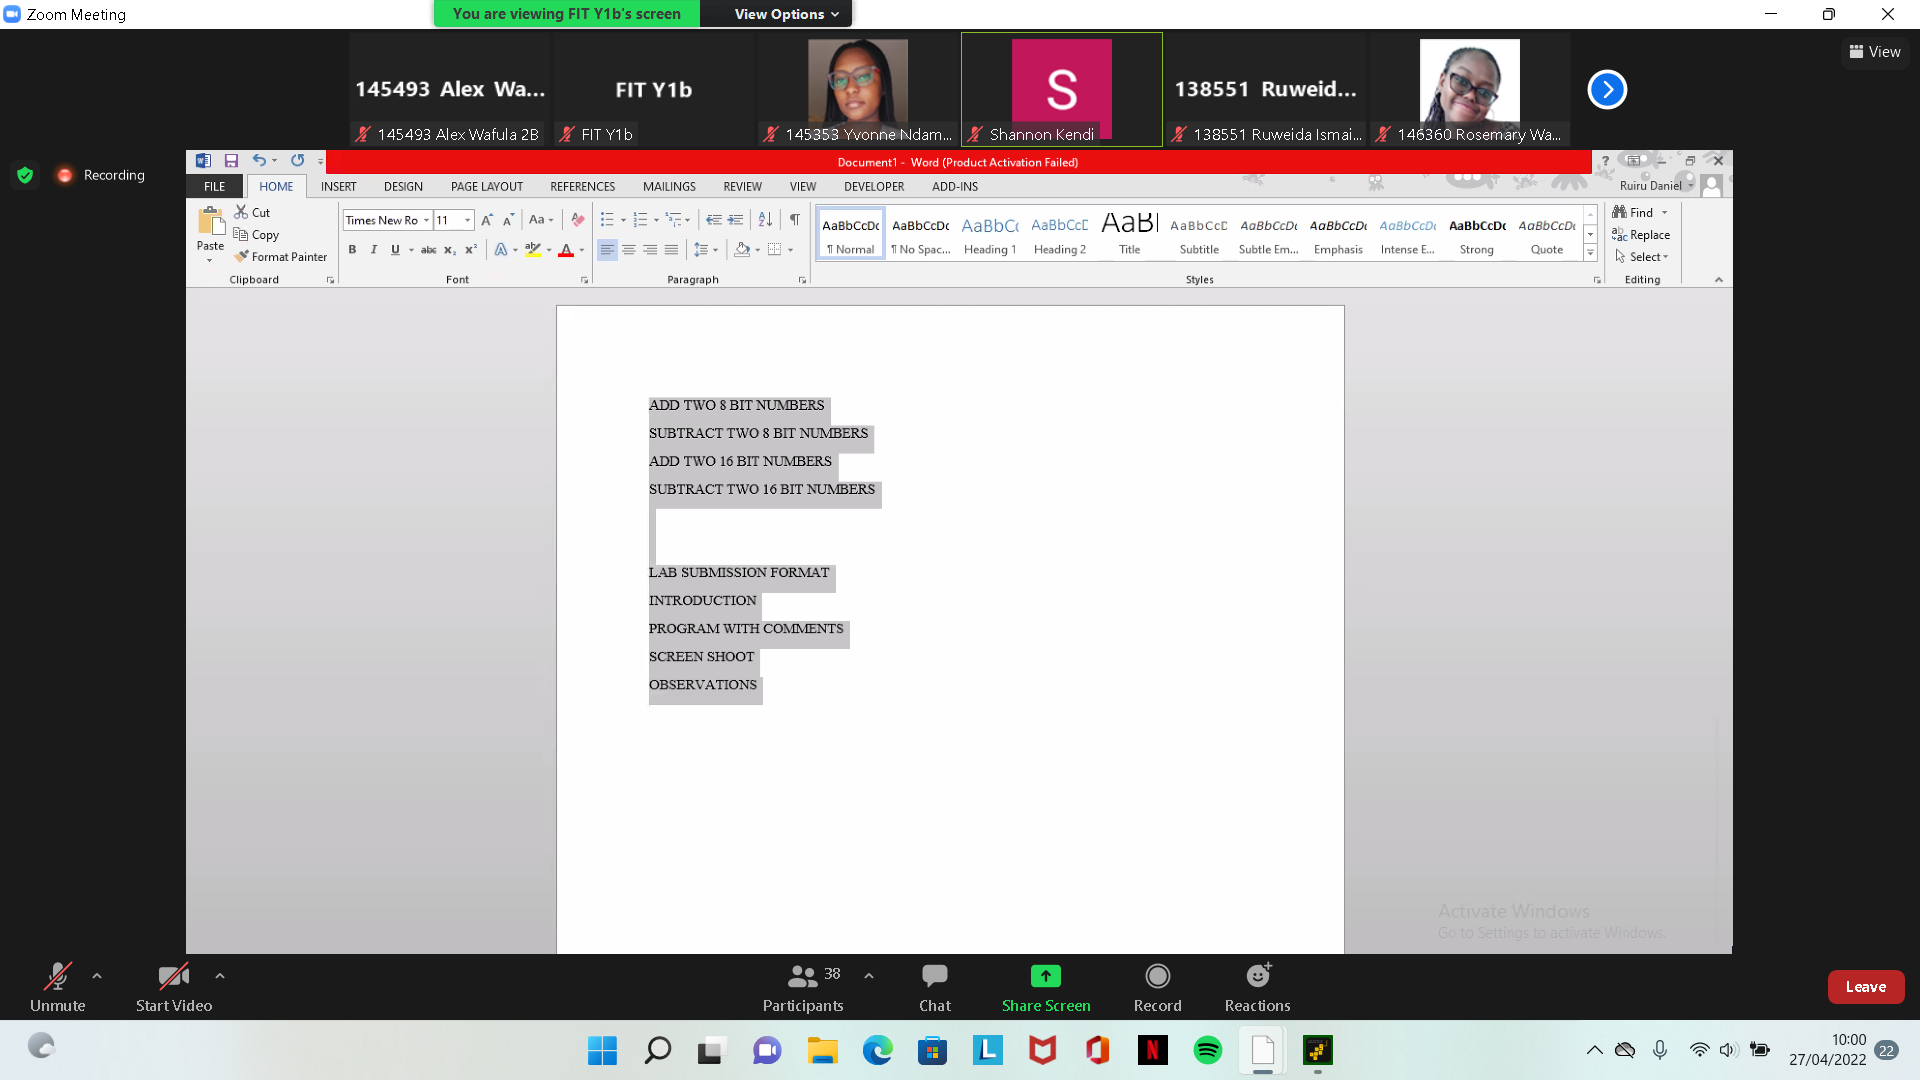 Zoom Meeting
You are viewing FIT Y1b's screen
View Options
View
145493 Alex Wa...
FIT Y1b
S
138551 Ruweid...
145493 Alex Wafula 2B
FIT Y1b
145353 Yvonne Ndam...
Shannon Kendi
138551 Ruweida Ismai...
146360 Rosemary Wa...
Recording
Document1 - Word (Product Activation Failed)
FILE
HOME
INSERT
DESIGN
PAGE LAYOUT
REFERENCES
MAILINGS
REVIEW
VIEW
DEVELOPER
ADD-INS
Ruiru Daniel
Paste
Cut
Copy
Format Painter
Clipboard
Times New Ro
11
Font
Paragraph
AaBbCcDc
¶ Normal
AaBbCcDc
¶ No Spac...
AaBbCc
Heading 1
AaBbCcD
Heading 2
AaBl
Title
AaBbCcD
Subtitle
AaBbCcDc
Subtle Em...
AaBbCcDc
Emphasis
AaBbCcDc
Intense E...
AaBbCcDc
Strong
AaBbCcDc
Quote
Styles
Find
Replace
Select
Editing
ADD TWO 8 BIT NUMBERS
SUBTRACT TWO 8 BIT NUMBERS
ADD TWO 16 BIT NUMBERS
SUBTRACT TWO 16 BIT NUMBERS
LAB SUBMISSION FORMAT
INTRODUCTION
PROGRAM WITH COMMENTS
SCREEN SHOOT
OBSERVATIONS
Activate Windows
Go to Settings to activate Windows.
Unmute
Start Video
Participants
38
Chat
Share Screen
Record
Reactions
Leave
10:00
27/04/2022
22